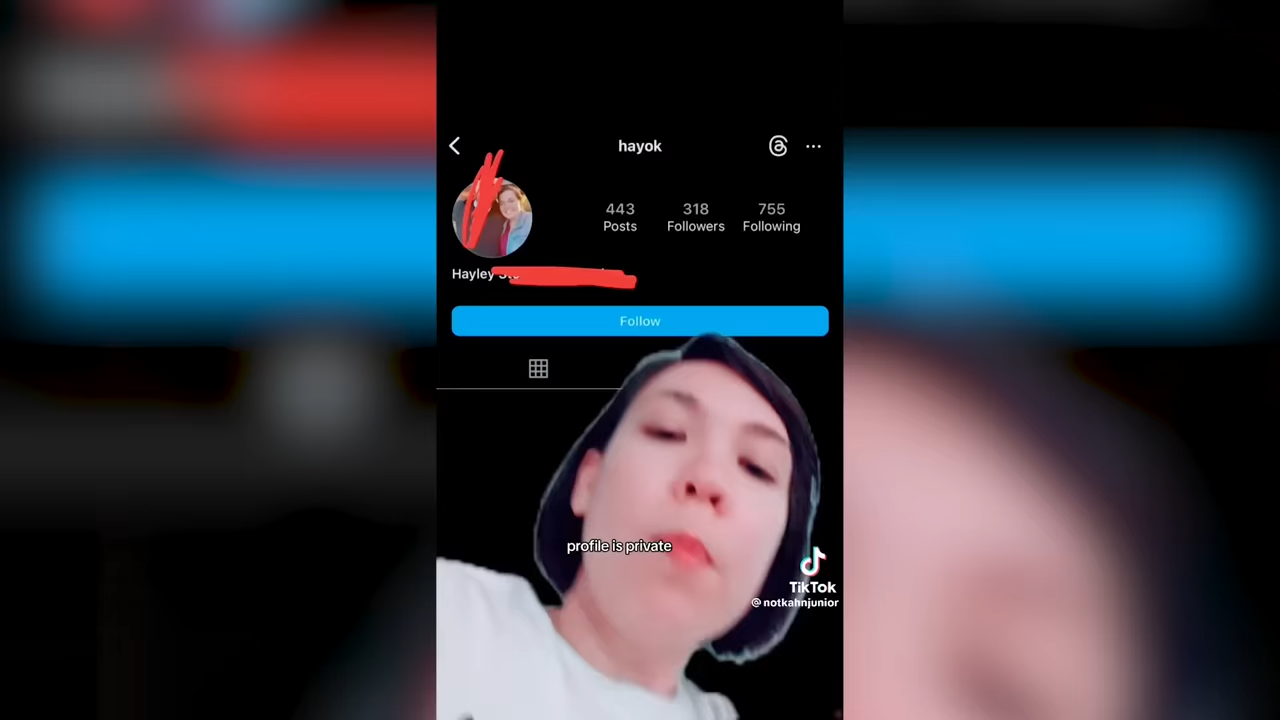 hayok
443
318
755
Posts
Followers
Following
Hayley
Follow
profile is private
TikTok
@notkahnjunior